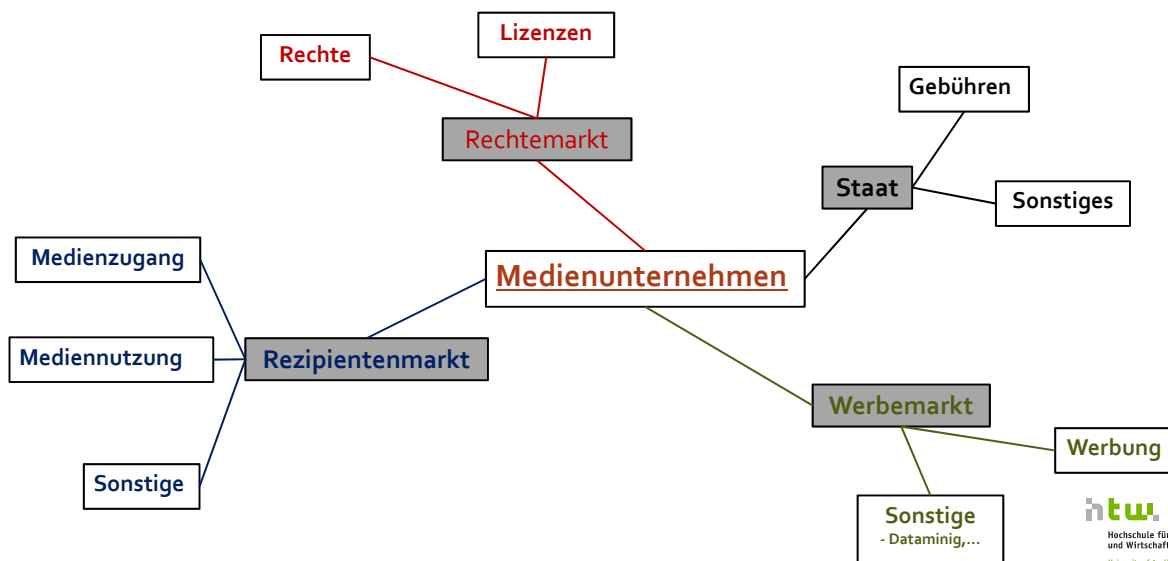 Lizenzen
Rechte
Gebühren
Rechtemarkt
Staat
Sonstiges
Medienzugang
Medienunternehmen
Mediennutzung
Rezipientenmarkt
Werbemarkt
Werbung
Sonstige
Sonstige
- Dataminig,...
htw.
Hochschule für
und Wirtschaft